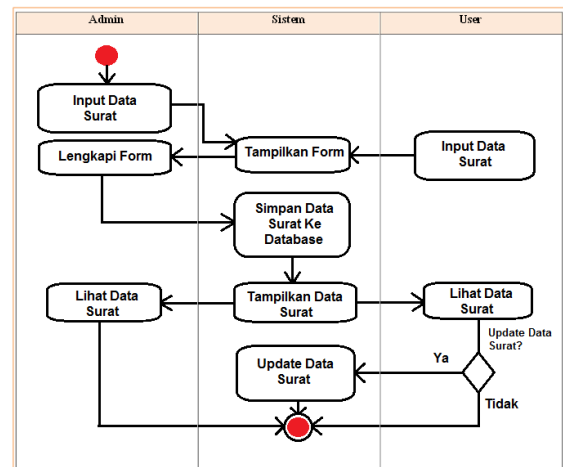 Admin
Sistem
User
Input Data
Surat
Lengkapi Form
Tampilkan Form
Input Data
Surat
Simpan Data
Surat Ke
Database
Lihat Data
Surat
Tampilkan Data
Surat
Lihat Data
Surat
Update Data
Surat?
Ya
Update Data
Surat
Tidak